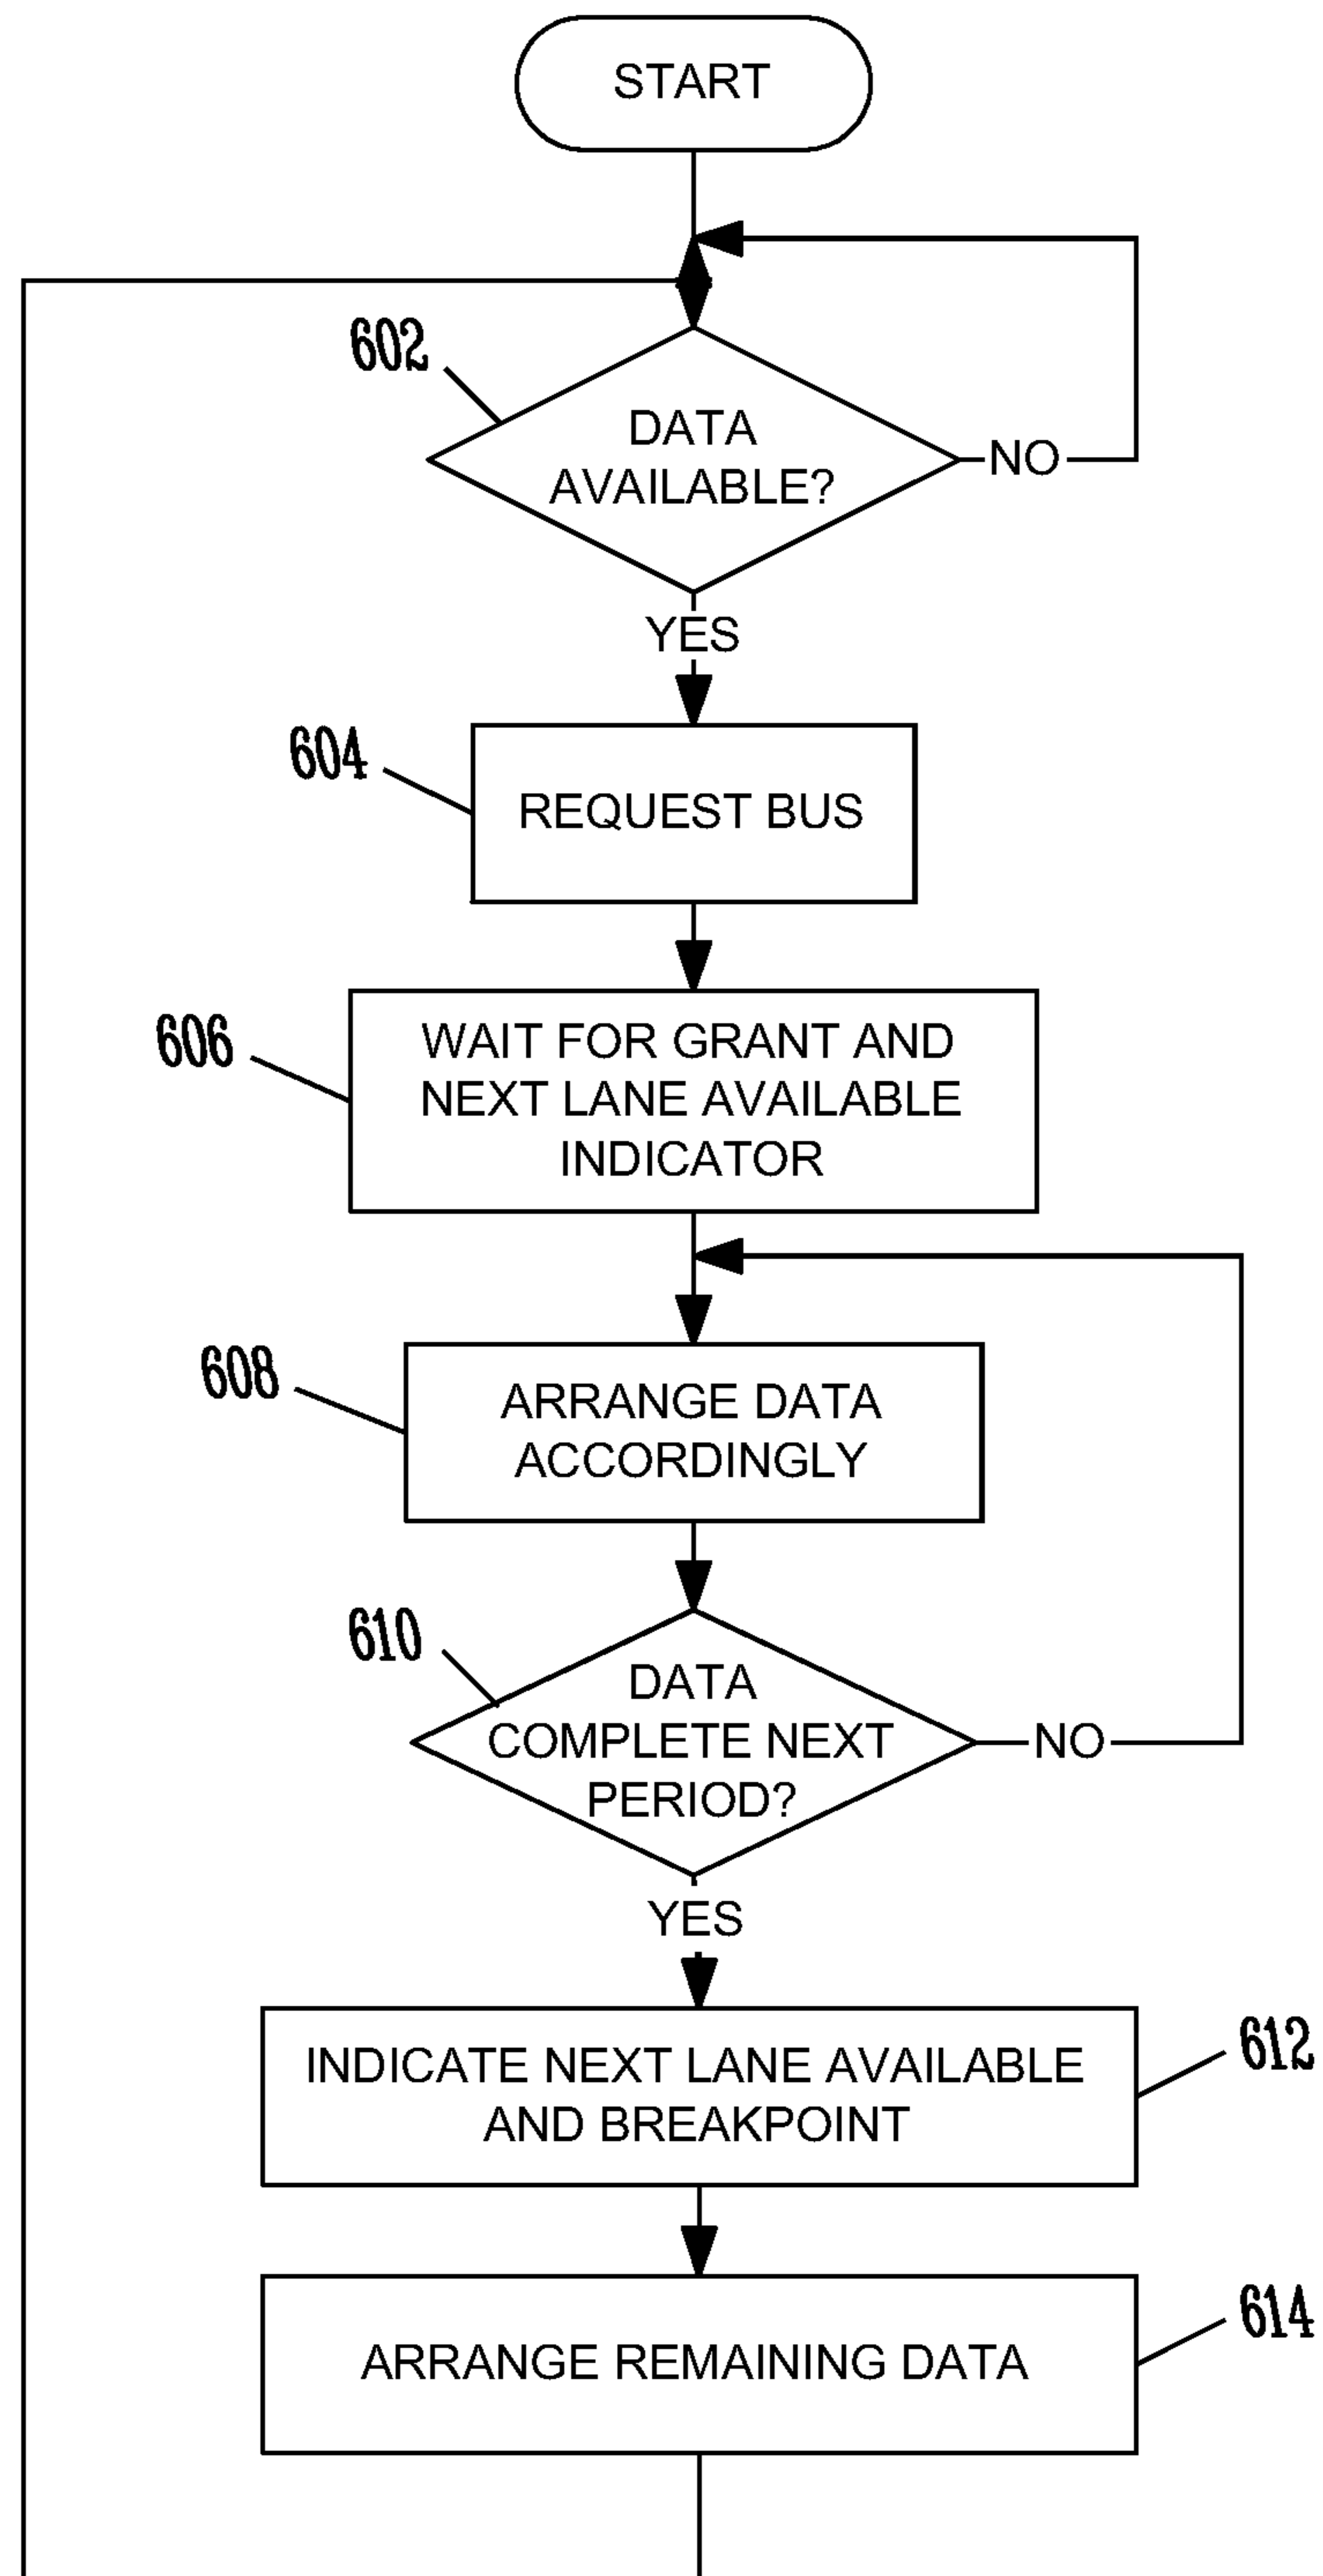 START
602
DATA
AVAILABLE?
NO
YES
604
REQUEST BUS
606
WAIT FOR GRANT AND
NEXT LANE AVAILABLE
INDICATOR
608
ARRANGE DATA
ACCORDINGLY
610
DATA
COMPLETE NEXT
PERIOD?
NO
YES
INDICATE NEXT LANE AVAILABLE
AND BREAKPOINT
612
ARRANGE REMAINING DATA
614